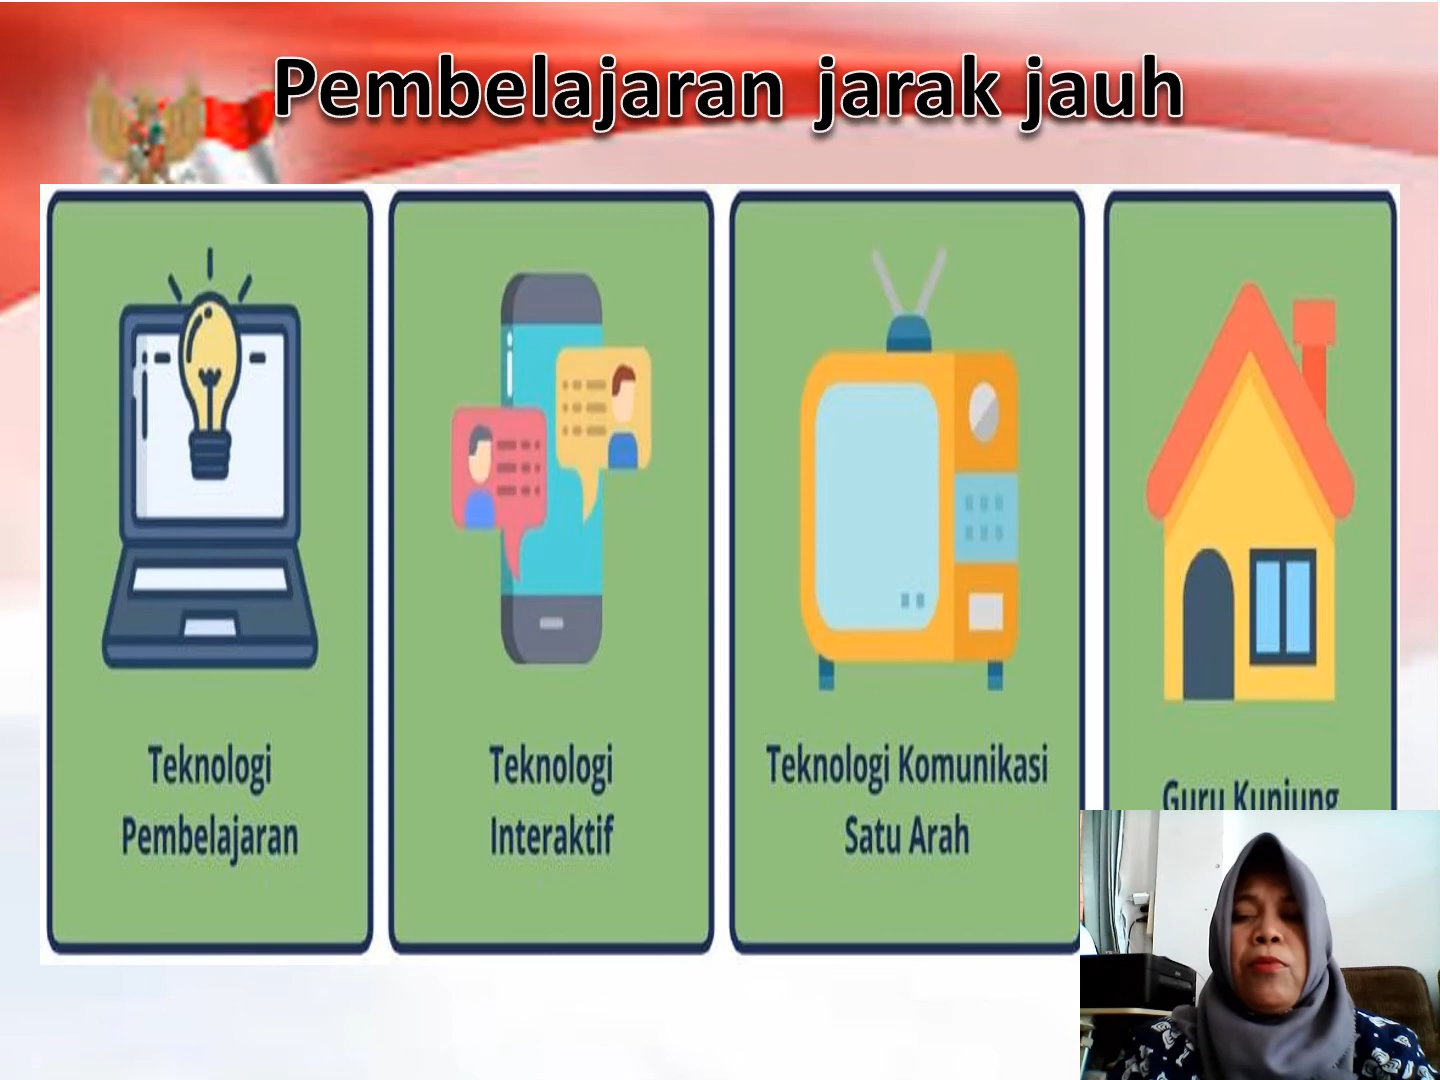 Pembelajaran jarak jauh
Teknologi
Pembelajaran
Teknologi
Interaktif
Teknologi Komunikasi
Satu Arah
Guru Kunjung